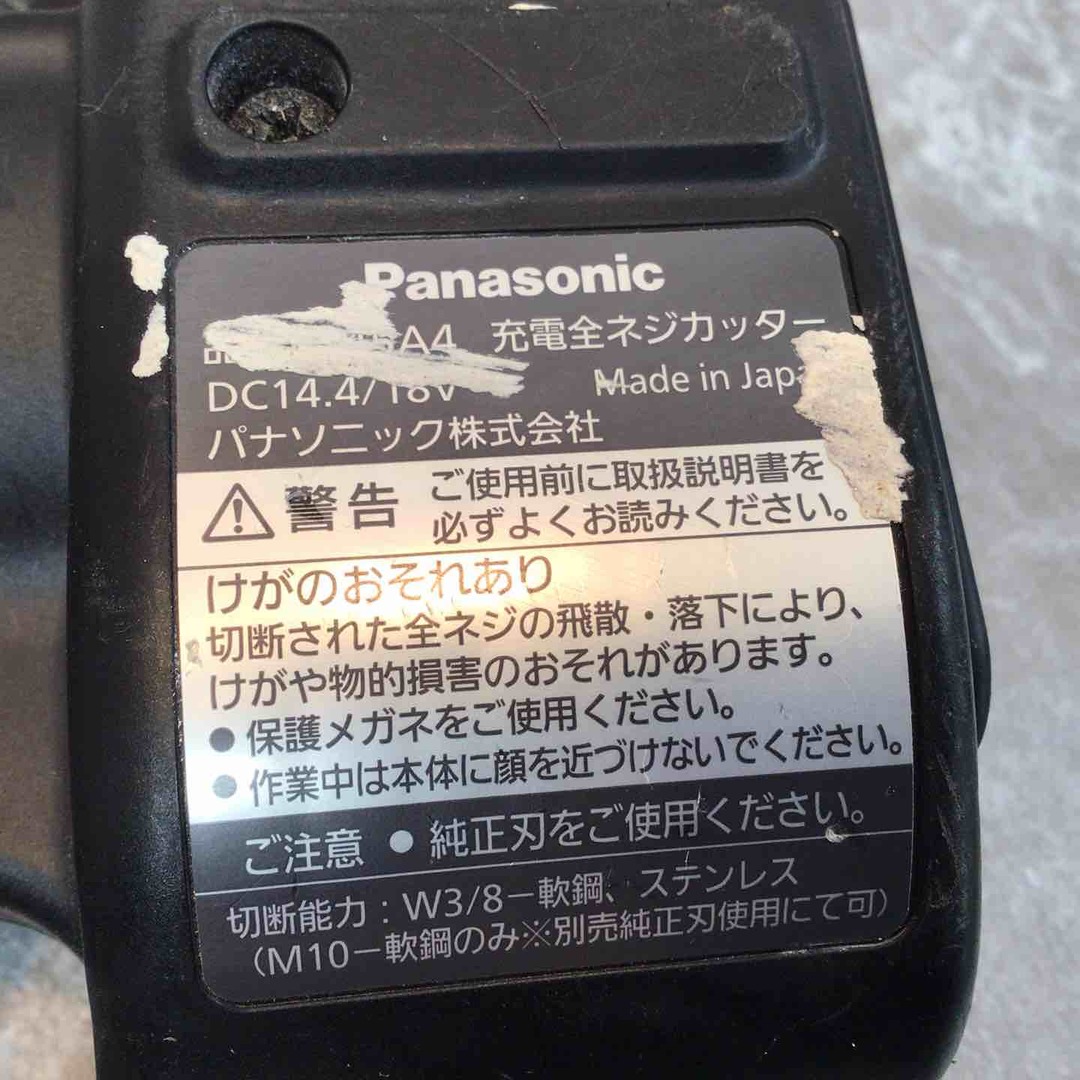 Panasonic
A4 充電全ネジカッター
DC14.4/18V Made in Japa
パナソニック株式会社
警告 ご使用前に取扱説明書を
必ずよくお読みください。
けがのおそれあり
切断された全ネジの飛散・落下により、
けがや物的損害のおそれがあります。
●保護メガネをご使用ください。
●作業中は本体に顔を近づけないでください。
ご注意 ●純正刃をご使用ください。
切断能力：W3/8－軟鋼、ステンレス
（M10－軟鋼のみ※別売純正刃使用にて可）